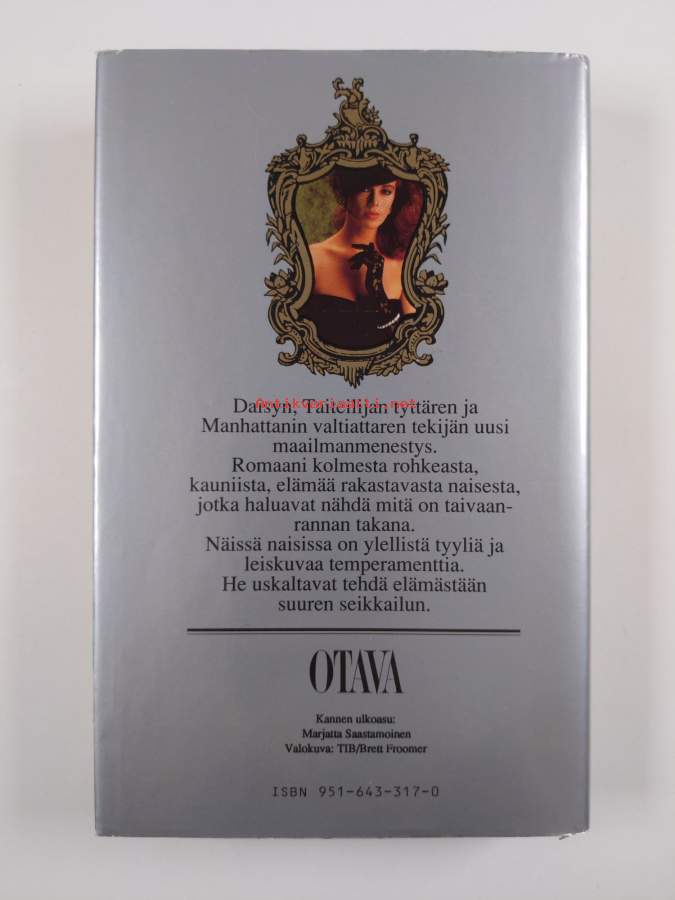 Daisyn, Taiteilijan tyttären ja
Antikvariaatti.net
Manhattanin valtiattaren tekijän uusi
maailmanmenestys.
Romaani kolmesta rohkeasta,
kauniista, elämää rakastavasta naisesta,
jotka haluavat nähdä mitä on taivaan-
rannan takana.
Näissä naisissa on ylellistä tyyliä ja
leiskuvaa temperamenttia.
He uskaltavat tehdä elämästään
suuren seikkailun.
OTAVA
Kannen ulkoasu:
Marjatta Saastamoinen
Valokuva: TIB/Brett Froomer
ISBN 951-643-317-0